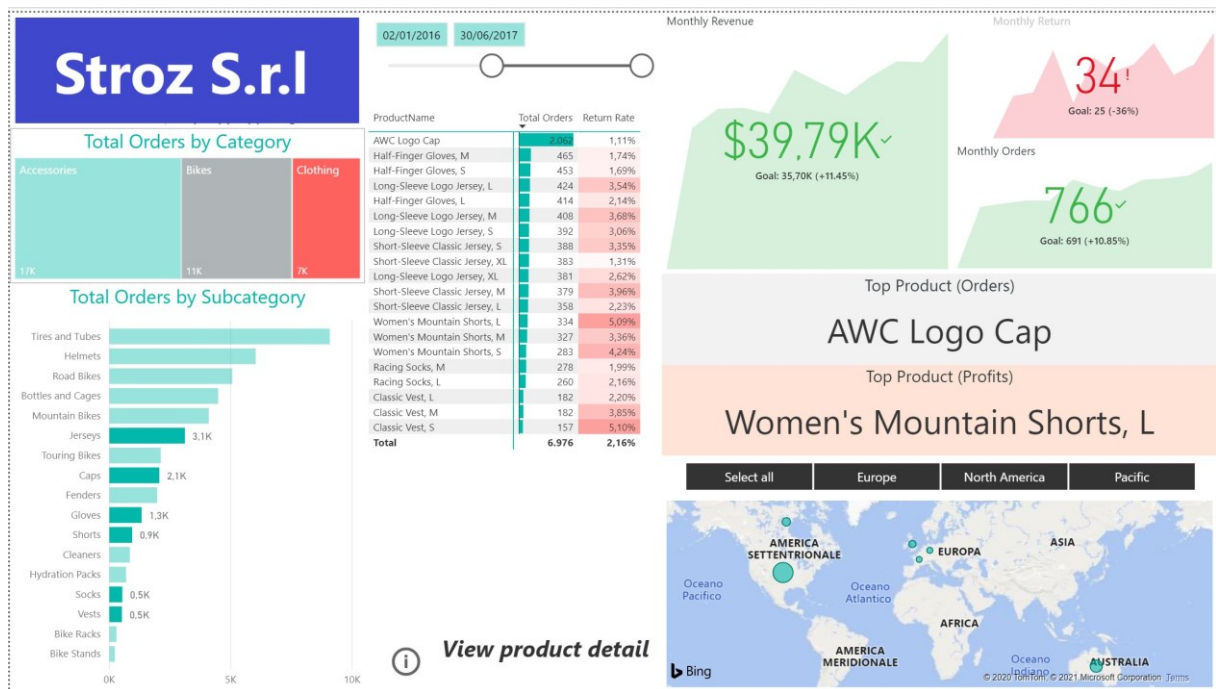 Stroz S.r.l
02/01/2016 30/06/2017
Total Orders by Category
Accessories Bikes Clothing
17K 11K 7K
Total Orders by Subcategory
Tires and Tubes
Helmets
Road Bikes
Bottles and Cages
Mountain Bikes
Jerseys 3,1K
Touring Bikes
Caps 2,1K
Fenders
Gloves 1,3K
Shorts 0,9K
Cleaners
Hydration Packs
Socks 0,5K
Vests 0,5K
Bike Racks
Bike Stands
0K 5K 10K
ProductName Total Orders Return Rate
AWC Logo Cap 2.062 1,11%
Half-Finger Gloves, M 465 1,74%
Half-Finger Gloves, S 453 1,69%
Long-Sleeve Logo Jersey, L 424 3,54%
Half-Finger Gloves, L 414 2,14%
Long-Sleeve Logo Jersey, M 408 3,68%
Long-Sleeve Logo Jersey, S 392 3,06%
Short-Sleeve Classic Jersey, S 388 3,35%
Short-Sleeve Classic Jersey, XL 383 1,31%
Long-Sleeve Logo Jersey, XL 381 2,62%
Short-Sleeve Classic Jersey, M 379 3,96%
Short-Sleeve Classic Jersey, L 358 2,23%
Women's Mountain Shorts, L 334 5,09%
Women's Mountain Shorts, M 327 3,36%
Women's Mountain Shorts, S 283 4,24%
Racing Socks, M 278 1,99%
Racing Socks, L 260 2,16%
Classic Vest, L 182 2,20%
Classic Vest, M 182 3,85%
Classic Vest, S 157 5,10%
Total 6.976 2,16%
View product detail
Monthly Revenue
$39,79K
Goal: 35,70K (+11.45%)
Monthly Return
34!
Goal: 25 (-36%)
Monthly Orders
766
Goal: 691 (+10.85%)
Top Product (Orders)
AWC Logo Cap
Top Product (Profits)
Women's Mountain Shorts, L
Select all Europe North America Pacific
AMERICA
SETTENTRIONALE
EUROPA
ASIA
Oceano
Pacifico
Oceano
Atlantico
AFRICA
AMERICA
MERIDIONALE
Oceano
Indiano
AUSTRALIA
Bing
© 2020 TomTom, © 2021 Microsoft Corporation Terms